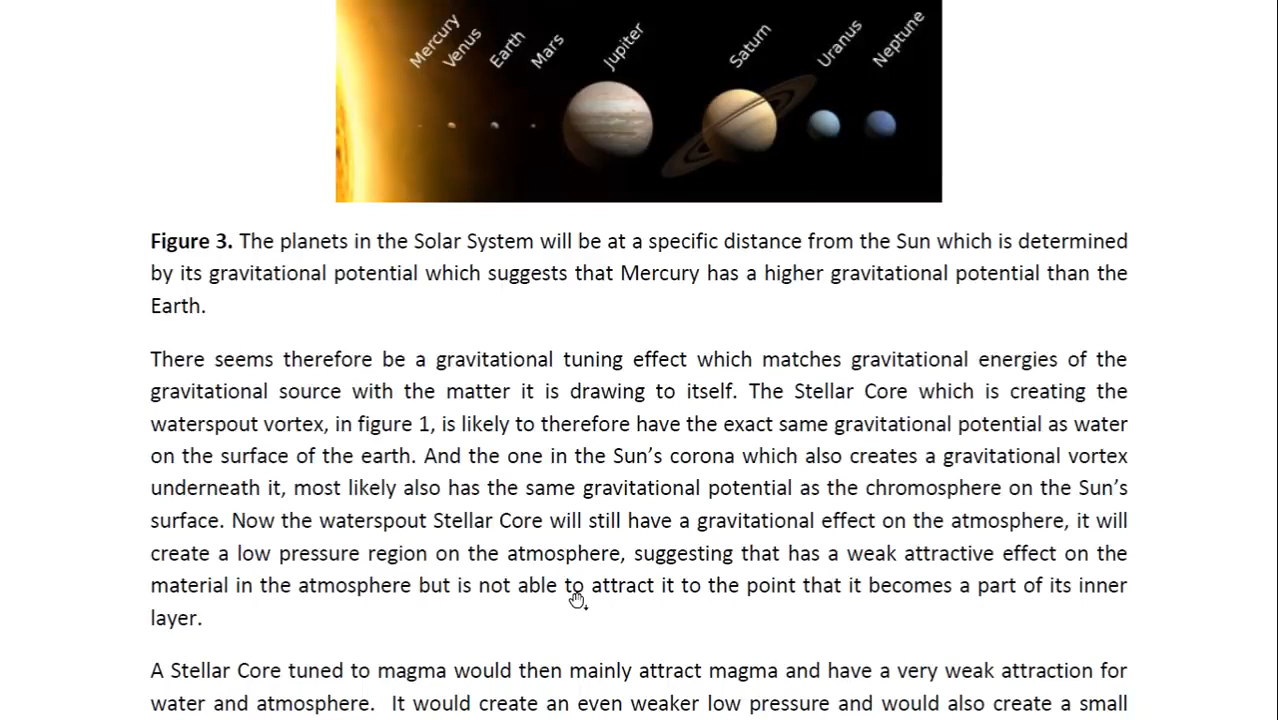 Mercury
Venus
Earth
Mars
Jupiter
Saturn
Uranus
Neptune
Figure 3. The planets in the Solar System will be at a specific distance from the Sun which is determined
by its gravitational potential which suggests that Mercury has a higher gravitational potential than the
Earth.
There seems therefore be a gravitational tuning effect which matches gravitational energies of the
gravitational source with the matter it is drawing to itself. The Stellar Core which is creating the
waterspout vortex, in figure 1, is likely to therefore have the exact same gravitational potential as water
on the surface of the earth. And the one in the Sun’s corona which also creates a gravitational vortex
underneath it, most likely also has the same gravitational potential as the chromosphere on the Sun’s
surface. Now the waterspout Stellar Core will still have a gravitational effect on the atmosphere, it will
create a low pressure region on the atmosphere, suggesting that has a weak attractive effect on the
material in the atmosphere but is not able to attract it to the point that it becomes a part of its inner
layer.
A Stellar Core tuned to magma would then mainly attract magma and have a very weak attraction for
water and atmosphere. It would create an even weaker low pressure and would also create a small